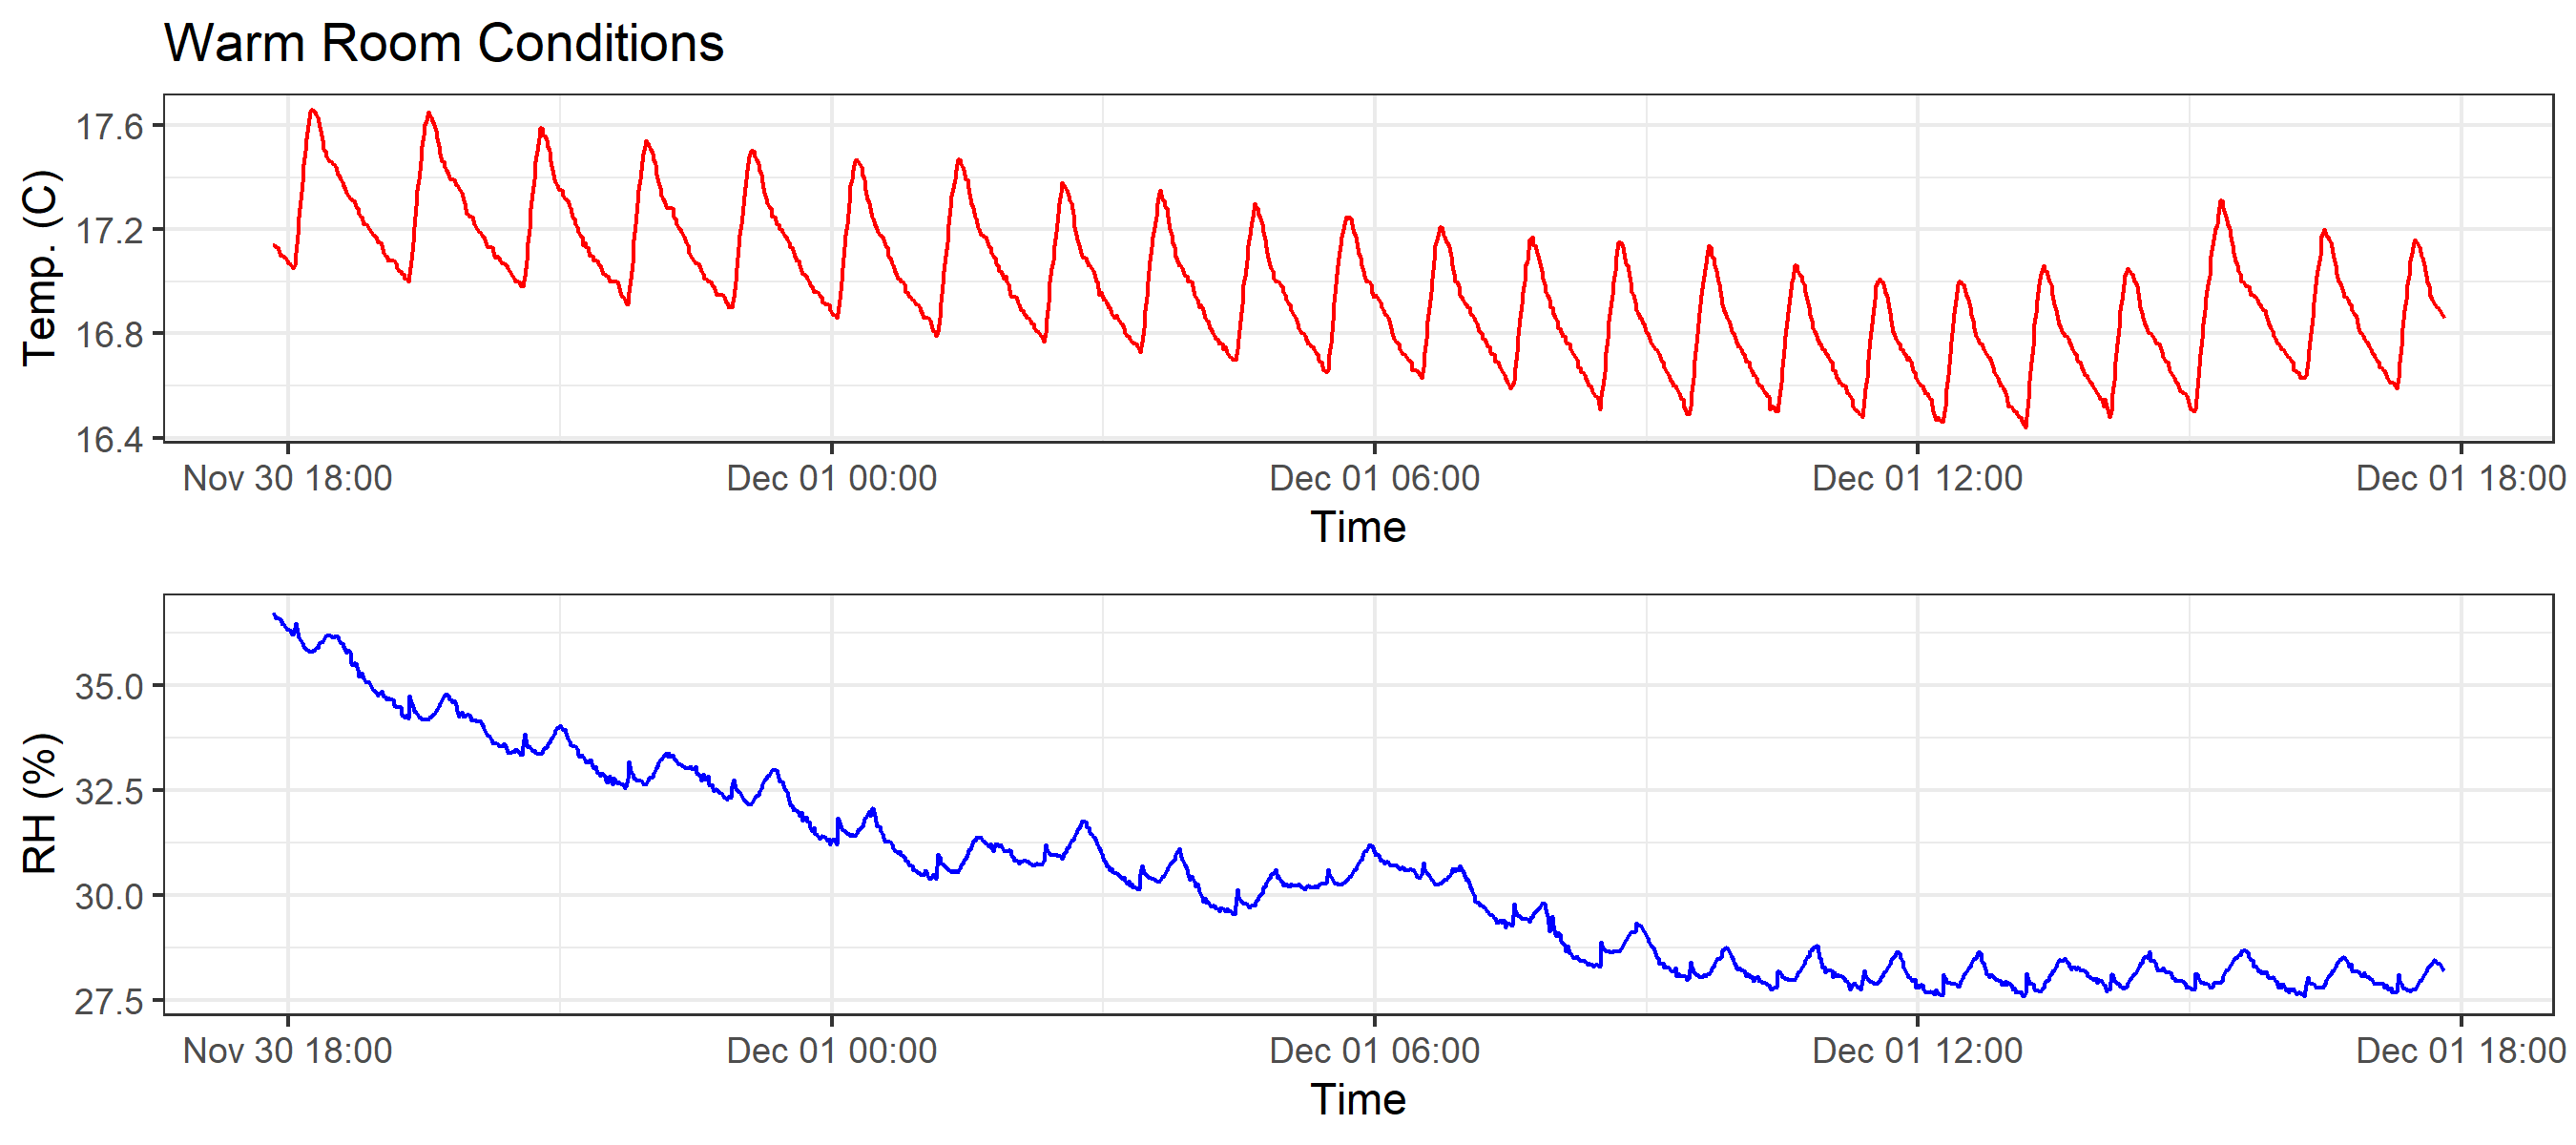 Warm Room Conditions
Temp. (C)
17.6
17.2
16.8
16.4
Nov 30 18:00 Dec 01 00:00 Dec 01 06:00 Dec 01 12:00 Dec 01 18:00
Time
RH (%)
35.0
32.5
30.0
27.5
Nov 30 18:00 Dec 01 00:00 Dec 01 06:00 Dec 01 12:00 Dec 01 18:00
Time